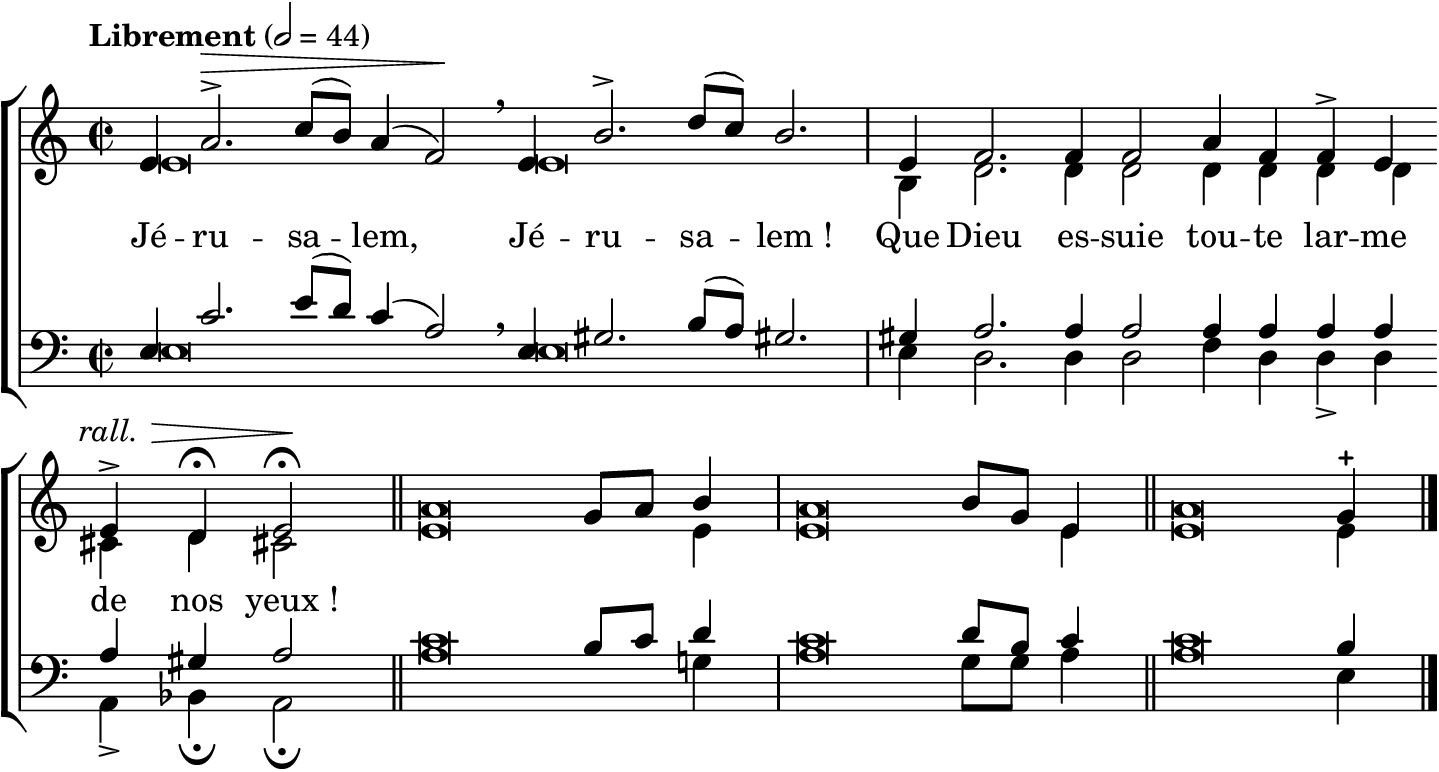 Librement (𝅗𝅥 = 44)
Jé -- ru -- sa -- lem, Jé -- ru -- sa -- lem ! Que Dieu es -- suie tou -- te lar -- me
rall.
de nos yeux !